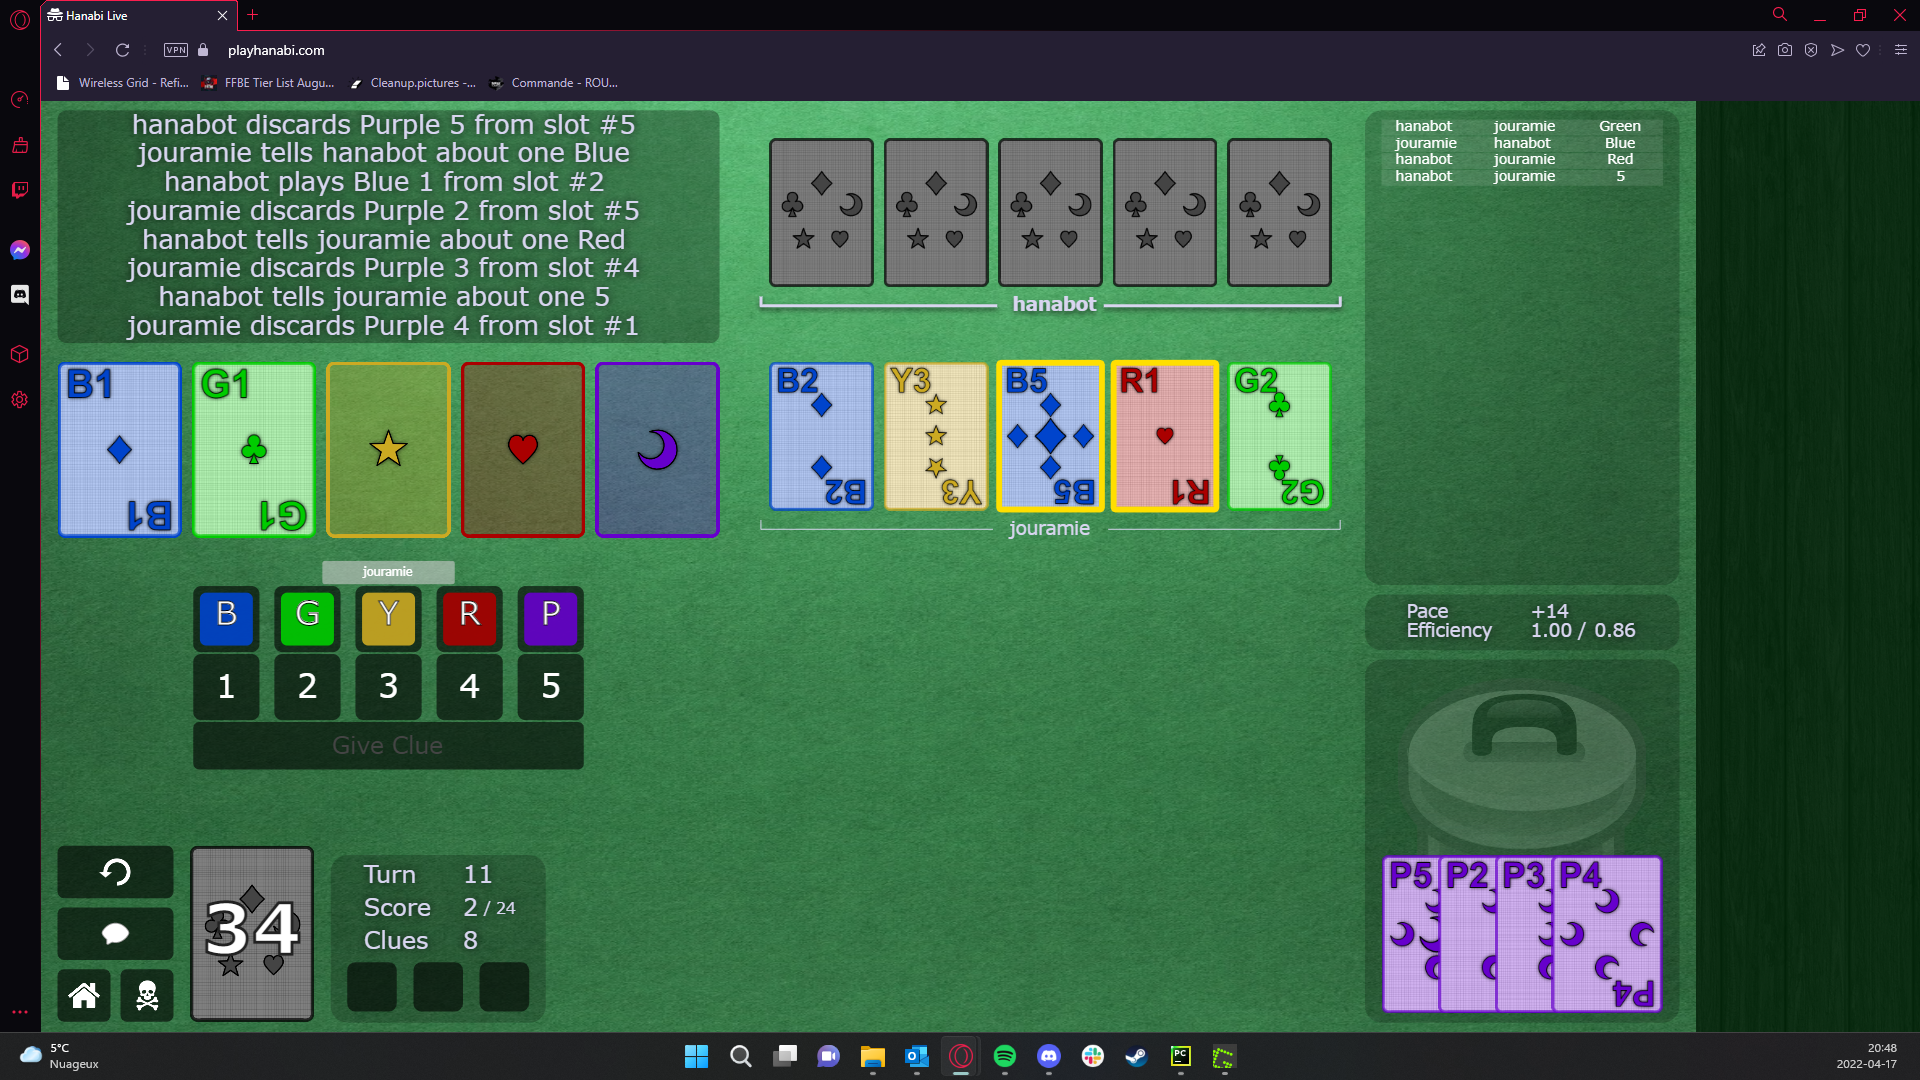 Hanabi Live
VPN
playhanabi.com
Wireless Grid - Refi...
FFBE Tier List Augu...
Cleanup.pictures -...
Commande - ROU...
hanabot discards Purple 5 from slot #5
jouramie tells hanabot about one Blue
hanabot plays Blue 1 from slot #2
jouramie discards Purple 2 from slot #5
hanabot tells jouramie about one Red
jouramie discards Purple 3 from slot #4
hanabot tells jouramie about one 5
jouramie discards Purple 4 from slot #1
hanabot
hanabot jouramie Green
jouramie hanabot Blue
hanabot jouramie Red
hanabot jouramie 5
B1 G1
B1 G1
B2 Y3 B5 R1 G2
B2 Y3 B5 R1 G2
jouramie
jouramie
B G Y R P
1 2 3 4 5
Give Clue
Pace +14
Efficiency 1.00 / 0.86
34
Turn 11
Score 2 / 24
Clues 8
P5 P2 P3 P4
P4
5°C
Nuageux
PC
20:48
2022-04-17